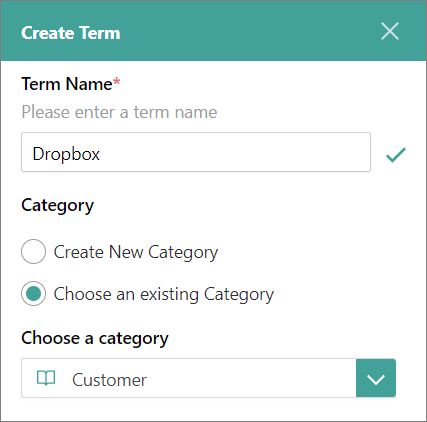 Create Term
Term Name*
Please enter a term name
Dropbox
Category
Create New Category
Choose an existing Category
Choose a category
Customer